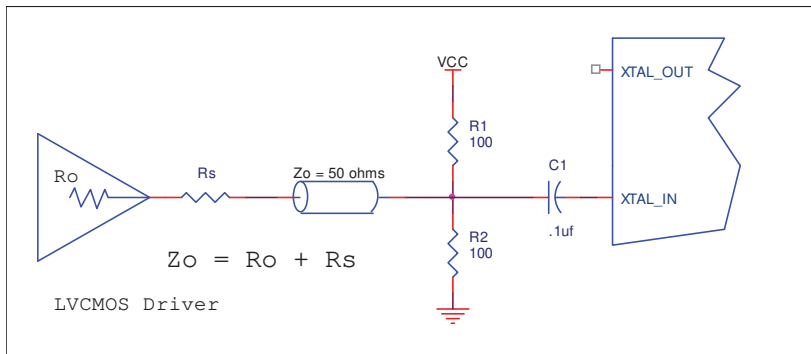 VCC
XTAL_OUT
R1
100
Ro
Rs
Zo = 50 ohms
C1
XTAL_IN
.1uf
R2
100
Zo = Ro + Rs
LVCMOS Driver